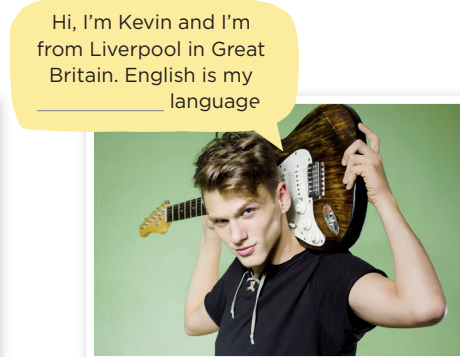 Hi, I'm Kevin and I'm
from Liverpool in Great
Britain. English is my
____________ language